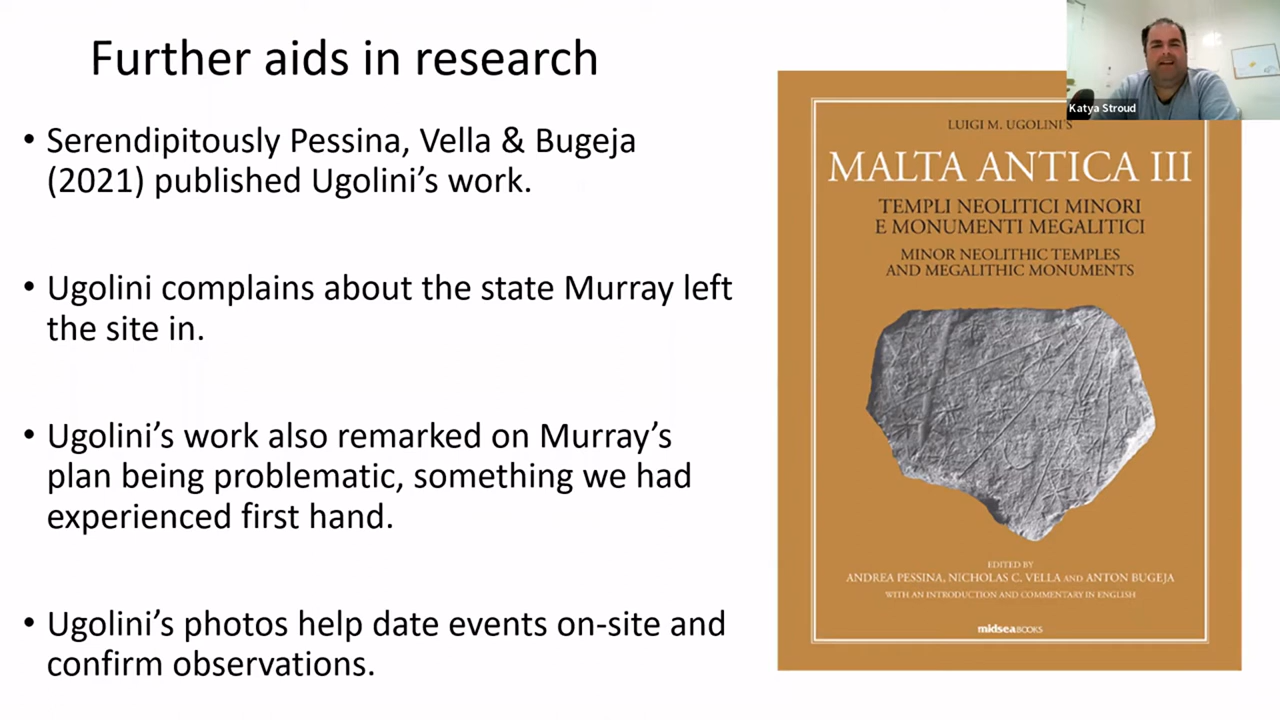 Further aids in research
• Serendipitously Pessina, Vella & Bugeja
(2021) published Ugolini's work.
• Ugolini complains about the state Murray left
the site in.
• Ugolini's work also remarked on Murray's
plan being problematic, something we had
experienced first hand.
• Ugolini's photos help date events on-site and
confirm observations.
Katya Stroud
LUIGI M. UGOLINI'S
MALTA ANTICA III
TEMPLI NEOLITICI MINORI
E MONUMENTI MEGALITICI
MINOR NEOLITHIC TEMPLES
AND MEGALITHIC MONUMENTS
EDITED BY
ANDREA PESSINA, NICHOLAS C. VELLA AND ANTON BUGEJA
WITH AN INTRODUCTION AND COMMENTARY IN ENGLISH
midseaBOOKS